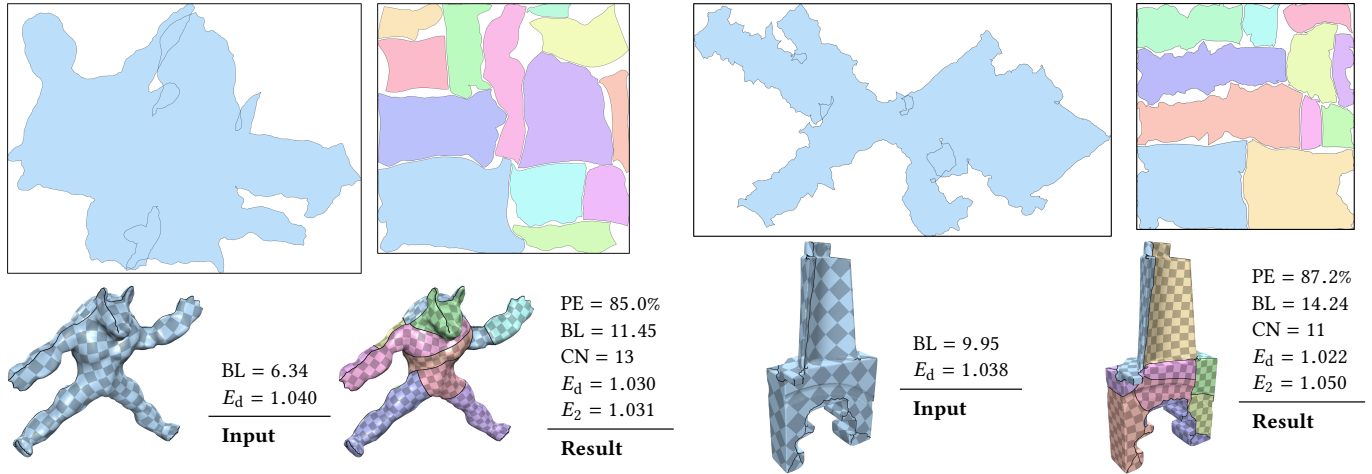 BL = 6.34
E_d = 1.040
Input
PE = 85.0%
BL = 11.45
CN = 13
E_d = 1.030
E_2 = 1.031
Result
BL = 9.95
E_d = 1.038
Input
PE = 87.2%
BL = 14.24
CN = 11
E_d = 1.022
E_2 = 1.050
Result